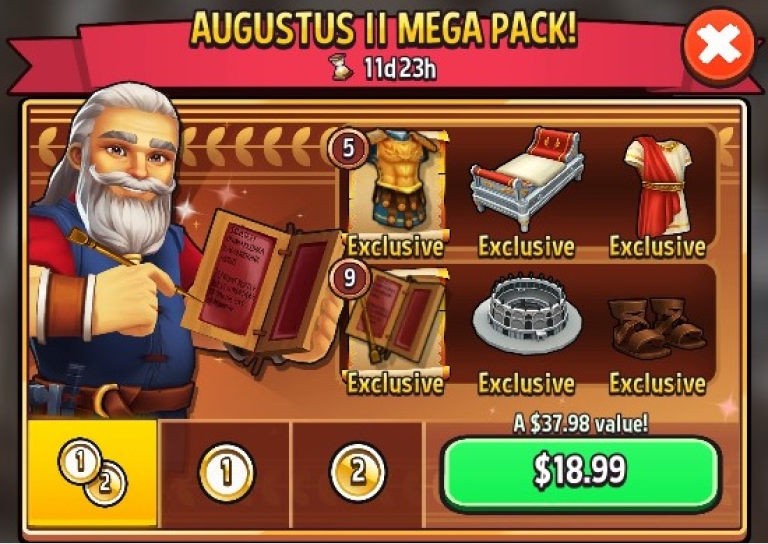 AUGUSTUS II MEGA PACK!
11d 23h
5
Exclusive
Exclusive
Exclusive
9
Exclusive
Exclusive
Exclusive
1
2
1
2
A $37.98 value!
$18.99